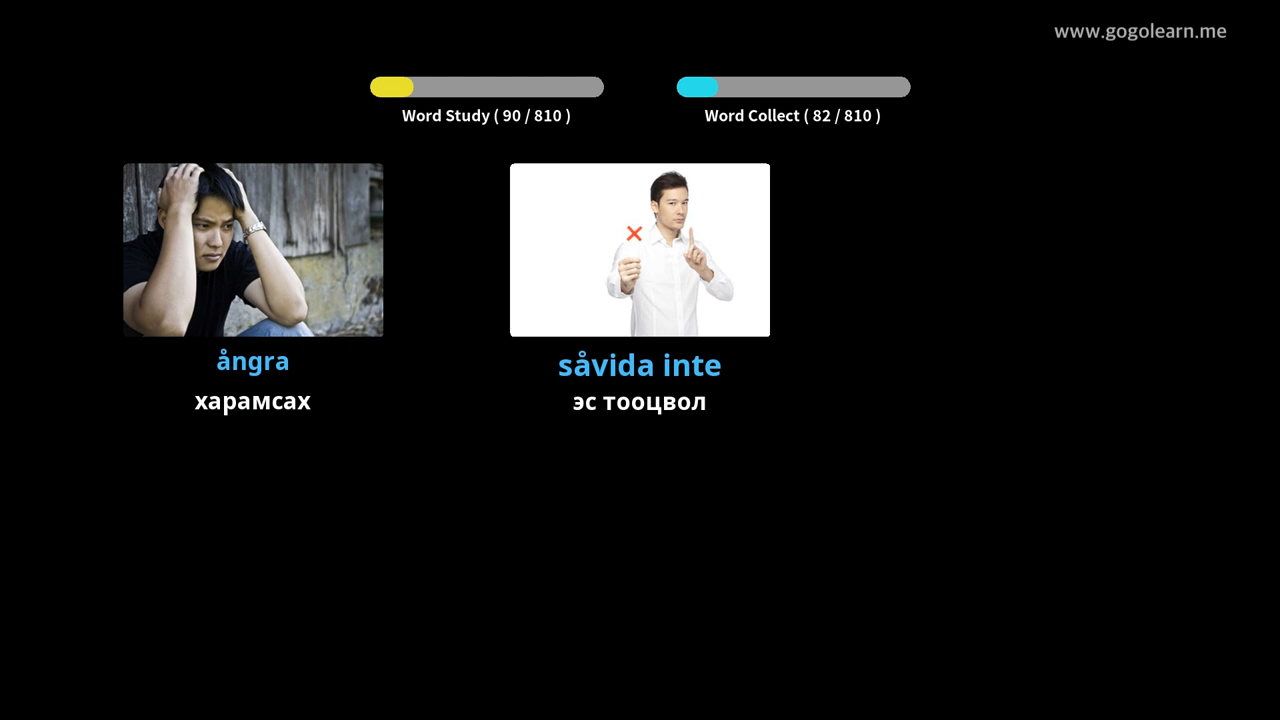 www.gogolearn.me
Word Study ( 90 / 810 )
Word Collect ( 82 / 810 )
ångra
харамсах
såvida inte
эс тооцвол